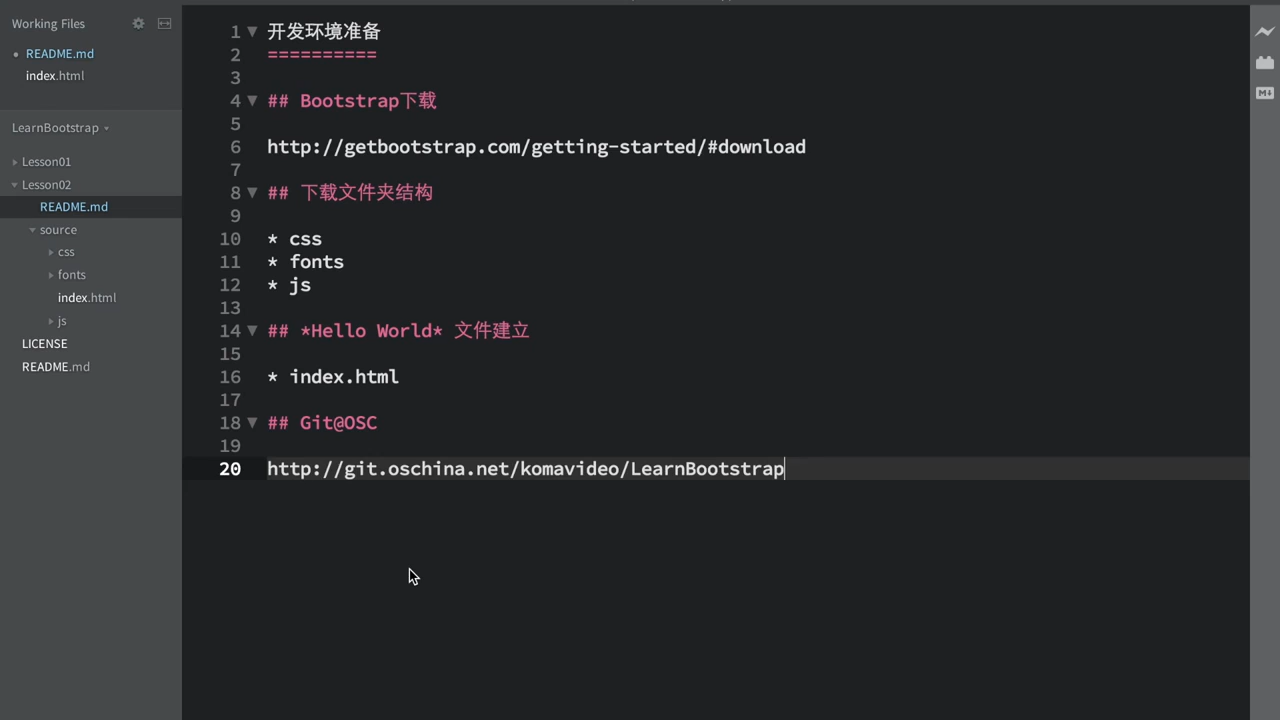 Working Files
README.md
index.html
LearnBootstrap
Lesson01
Lesson02
README.md
source
css
fonts
index.html
js
LICENSE
README.md
1 开发环境准备
2 ==========
3
4 ## Bootstrap下载
5
6 http://getbootstrap.com/getting-started/#download
7
8 ## 下载文件夹结构
9
10 * css
11 * fonts
12 * js
13
14 ## *Hello World* 文件建立
15
16 * index.html
17
18 ## Git@OSC
19
20 http://git.oschina.net/komavideo/LearnBootstrap
M↓